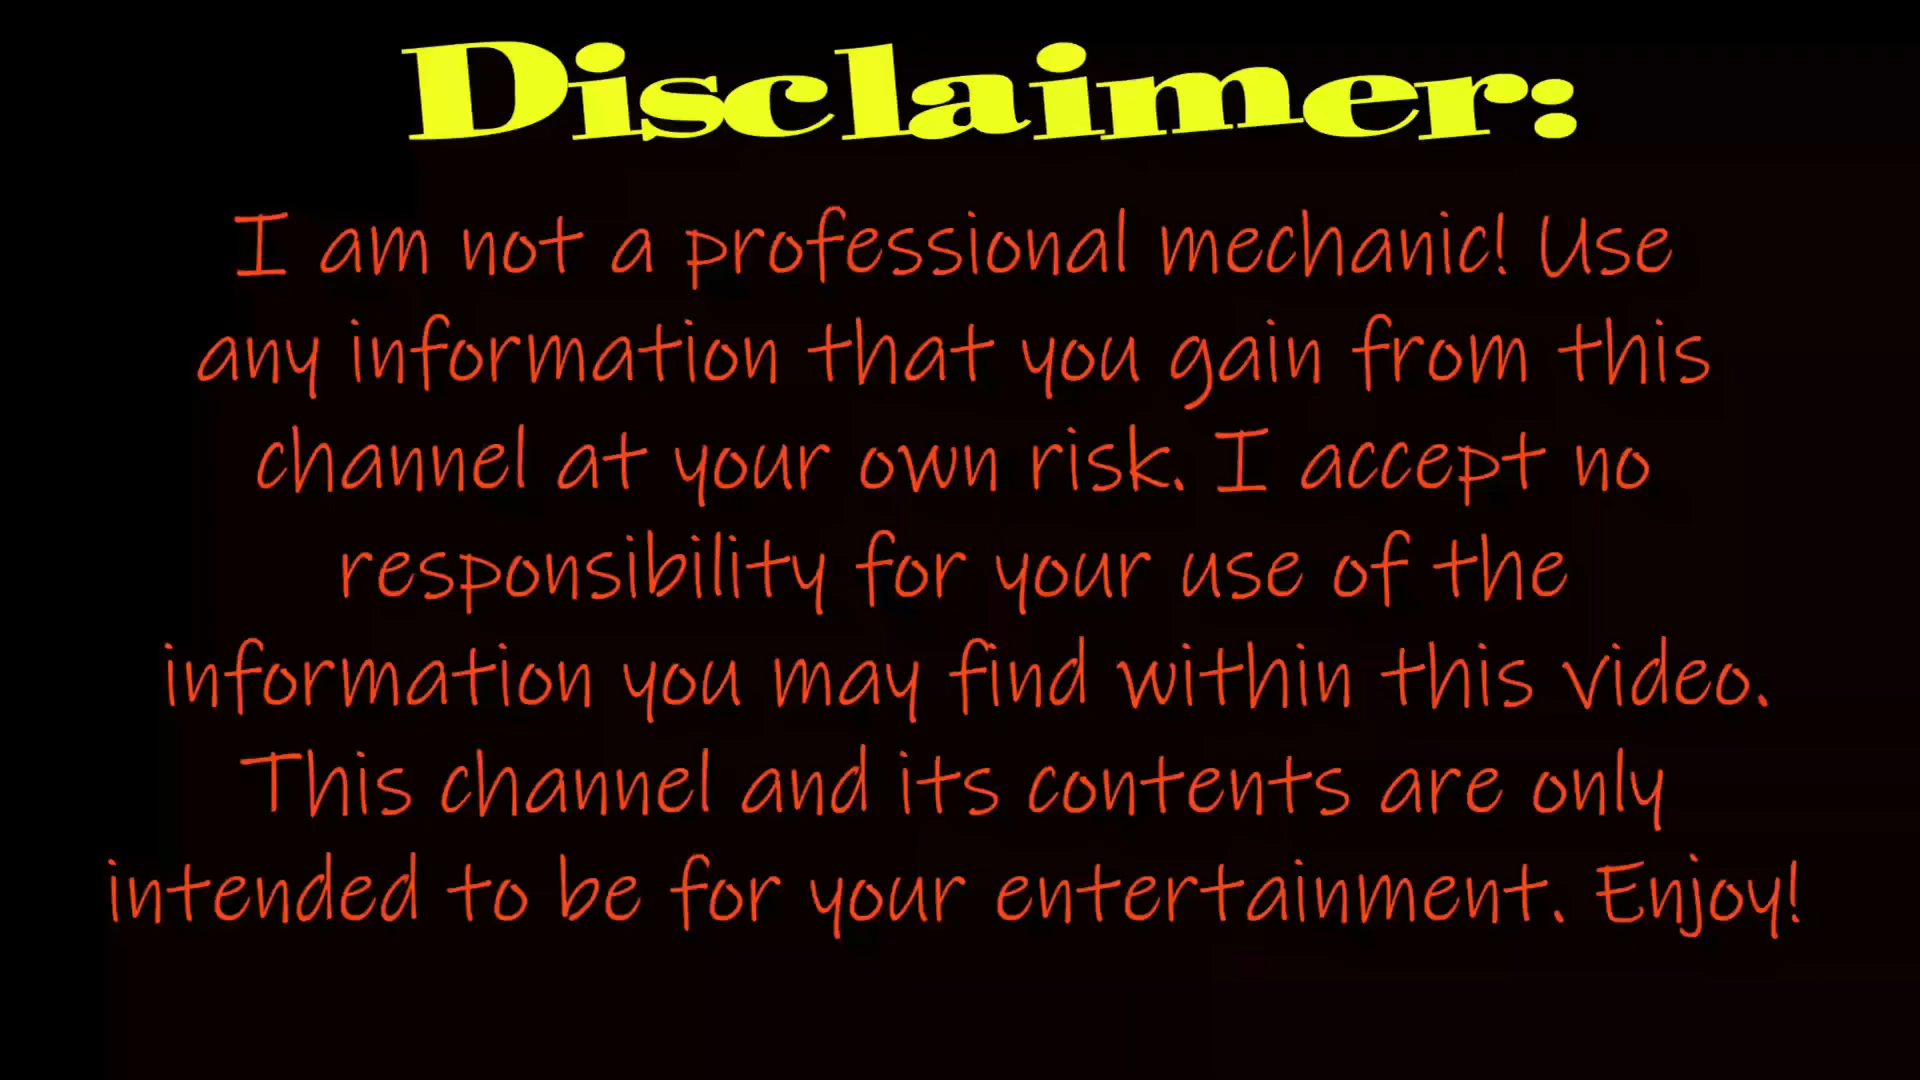 Disclaimer:
I am not a professional mechanic! Use
any information that you gain from this
channel at your own risk. I accept no
responsibility for your use of the
information you may find within this video.
This channel and its contents are only
intended to be for your entertainment. Enjoy!